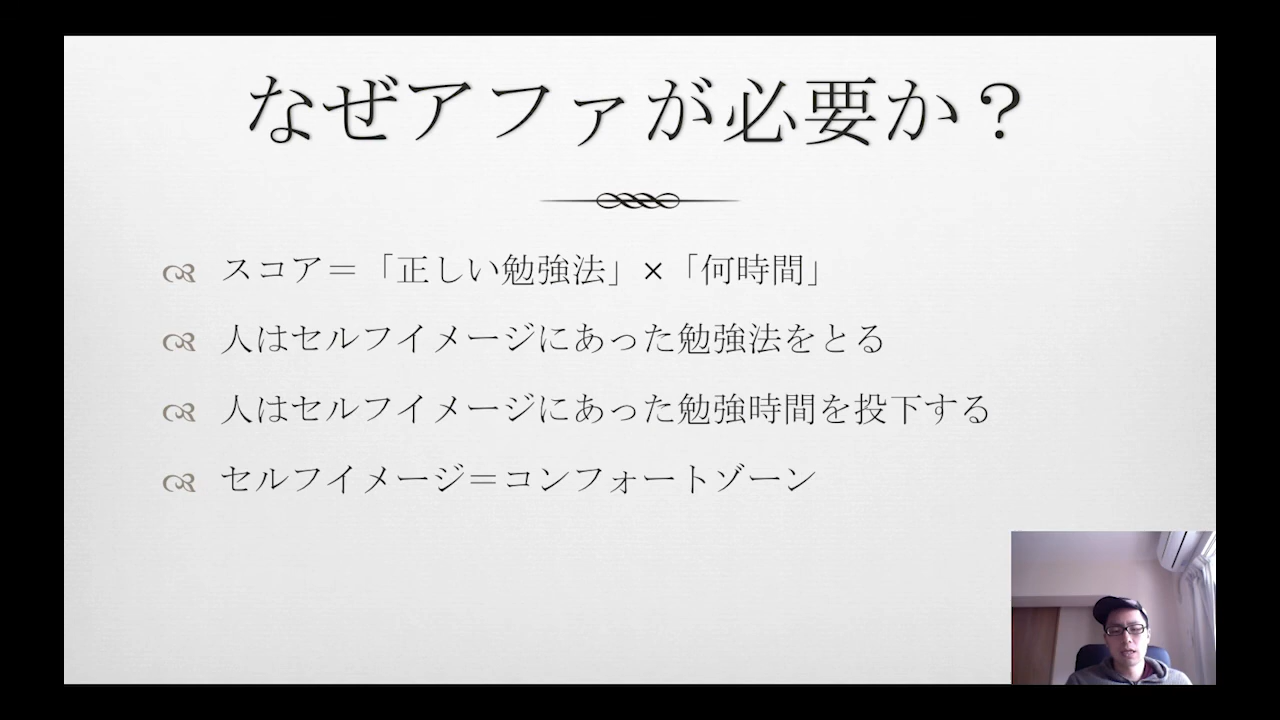 なぜアファが必要か？
スコア＝「正しい勉強法」×「何時間」
人はセルフイメージにあった勉強法をとる
人はセルフイメージにあった勉強時間を投下する
セルフイメージ＝コンフォートゾーン